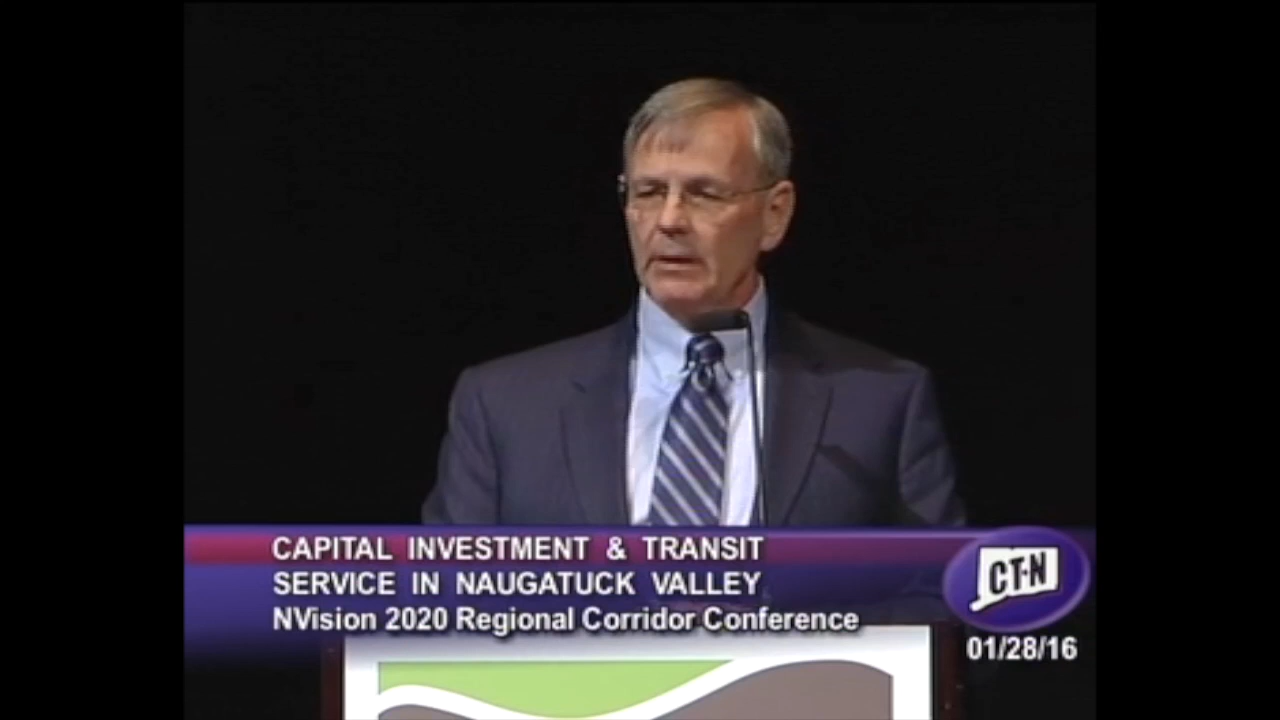 CAPITAL INVESTMENT & TRANSIT
SERVICE IN NAUGATUCK VALLEY
NVision 2020 Regional Corridor Conference
CT-N
01/28/16